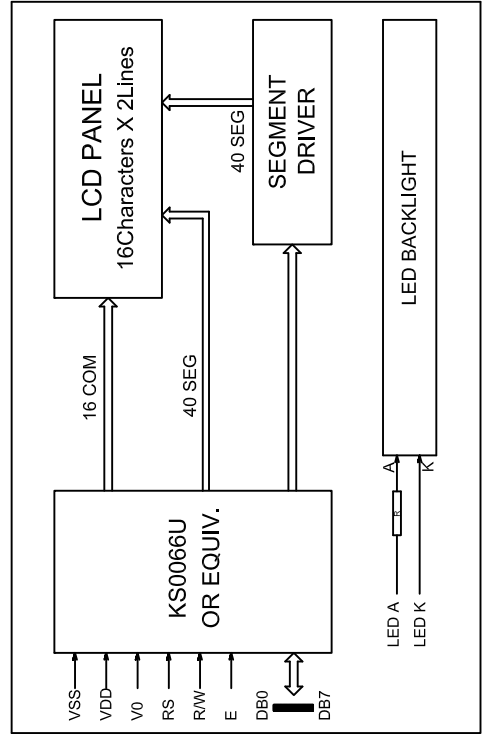 VSS
VDD
V0
RS
R/W
E
DB0
DB7
KS0066U
OR EQUIV.
16 COM
40 SEG
LCD PANEL
16Characters X 2Lines
40 SEG
SEGMENT
DRIVER
LED A
LED K
R
A
K
LED BACKLIGHT